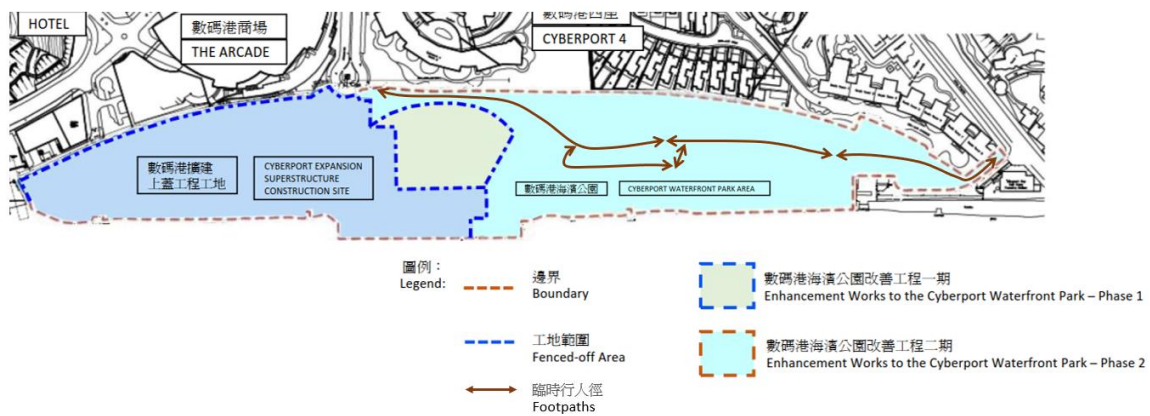 HOTEL
數碼港商場
THE ARCADE
數碼港四座
CYBERPORT 4
數碼港擴建
上蓋工程工地
CYBERPORT EXPANSION
SUPERSTRUCTURE
CONSTRUCTION SITE
數碼港海濱公園
CYBERPORT WATERFRONT PARK AREA
圖例：
Legend:
邊界
Boundary
工地範圍
Fenced-off Area
臨時行人徑
Footpaths
數碼港海濱公園改善工程一期
Enhancement Works to the Cyberport Waterfront Park – Phase 1
數碼港海濱公園改善工程二期
Enhancement Works to the Cyberport Waterfront Park – Phase 2